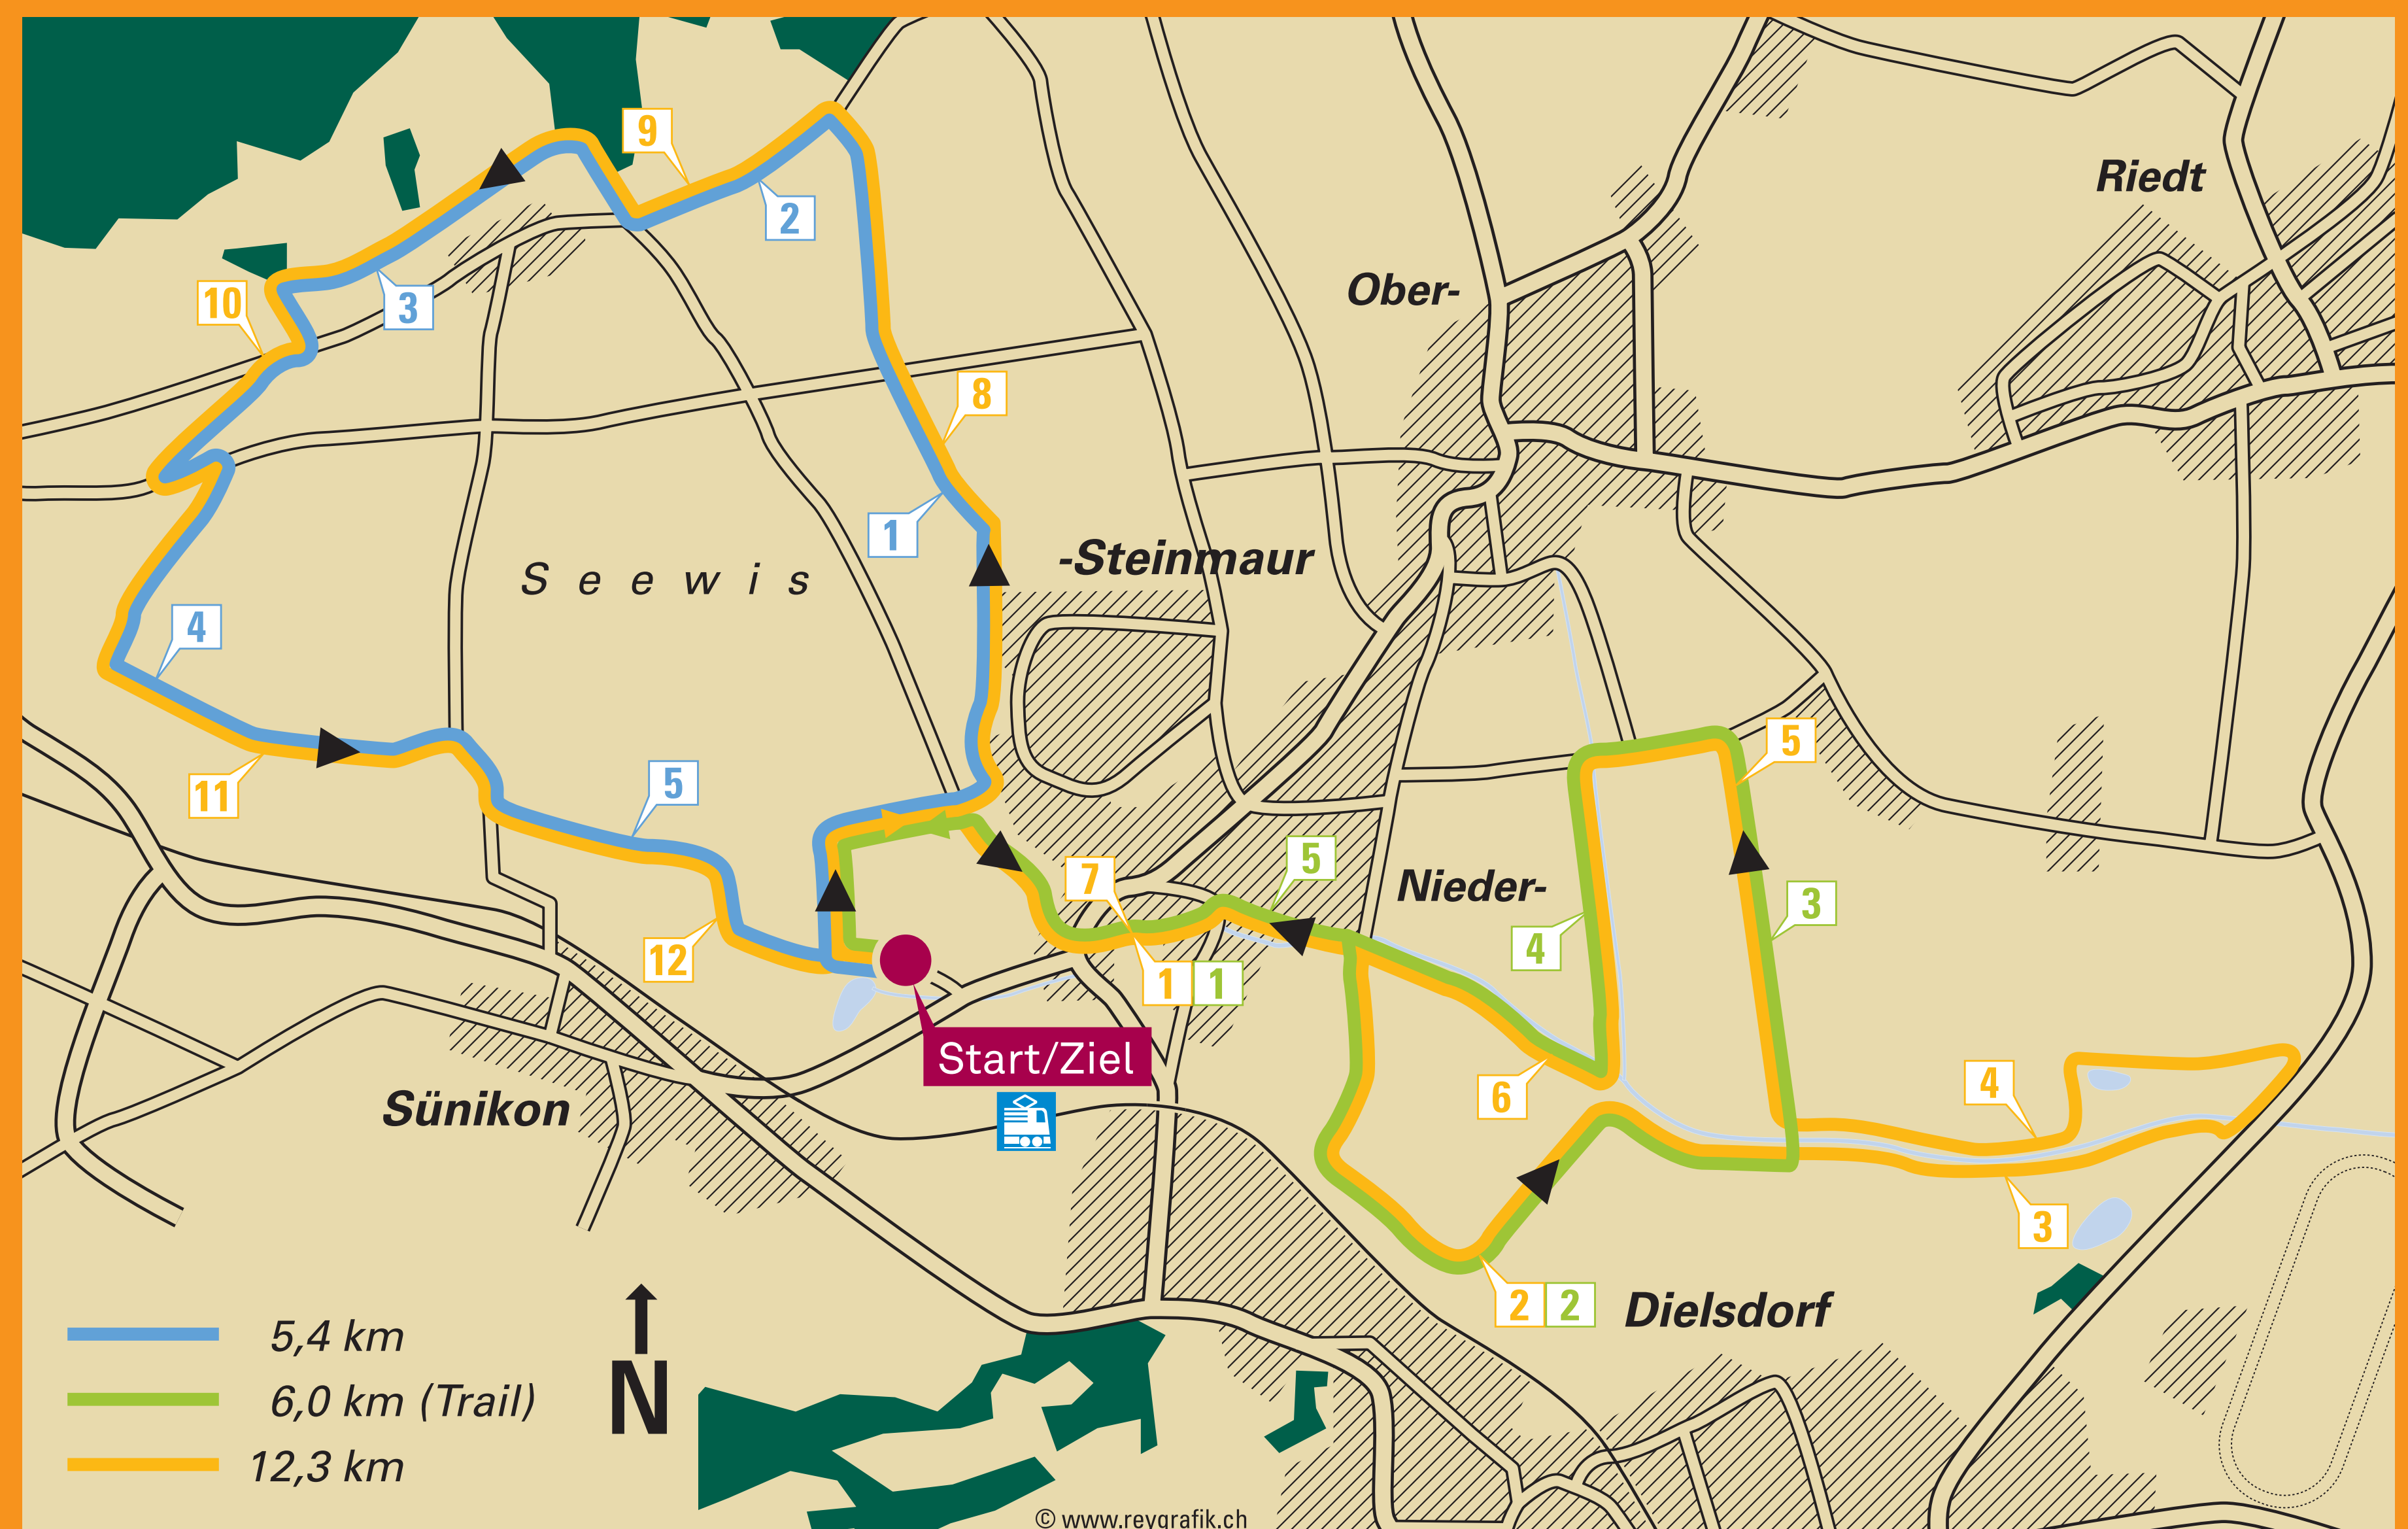 9
2
Riedt
Ober-
10
3
8
1
-Steinmaur
Seewis
4
5
5
11
7
5
Nieder-
3
4
12
1 1
6
4
Start/Ziel
Sünikon
3
2 2
Dielsdorf
5,4 km
6,0 km (Trail)
12,3 km
N
© www.reygrafik.ch